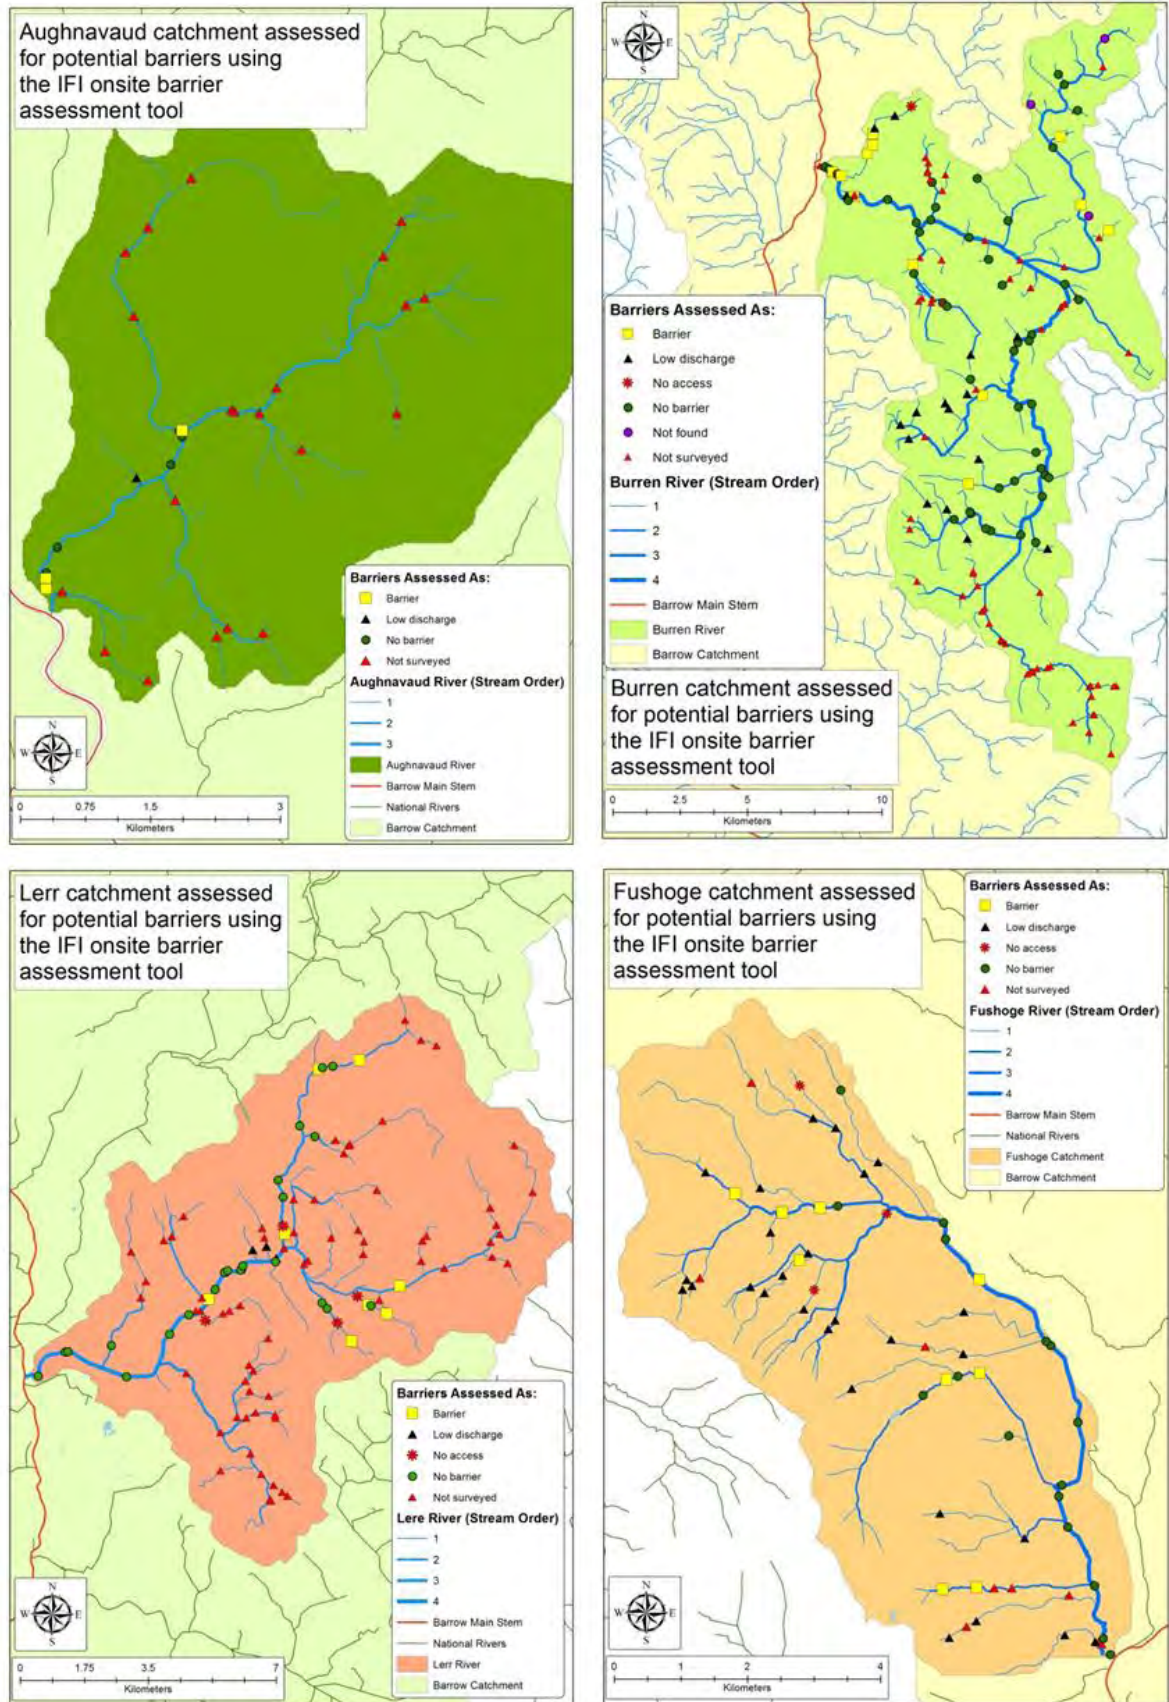 Aughnavaud catchment assessed
for potential barriers using
the IFI onsite barrier
assessment tool
Barriers Assessed As:
Barrier
Low discharge
No barrier
Not surveyed
Aughnavaud River (Stream Order)
1
2
3
Aughnavaud River
Barrow Main Stem
National Rivers
Barrow Catchment
N
W E
S
0 0.75 1.5 3
Kilometers
N
W E
S
Barriers Assessed As:
Barrier
Low discharge
No access
No barrier
Not found
Not surveyed
Burren River (Stream Order)
1
2
3
4
Barrow Main Stem
Burren River
Barrow Catchment
Burren catchment assessed
for potential barriers using
the IFI onsite barrier
assessment tool
0 2.5 5 10
Kilometers
Lerr catchment assessed
for potential barriers using
the IFI onsite barrier
assessment tool
Barriers Assessed As:
Barrier
Low discharge
No access
No barrier
Not surveyed
Lere River (Stream Order)
1
2
3
4
Barrow Main Stem
National Rivers
Lerr River
Barrow Catchment
N
W E
S
0 1.75 3.5 7
Kilometers
Fushoge catchment assessed
for potential barriers using
the IFI onsite barrier
assessment tool
Barriers Assessed As:
Barrier
Low discharge
No access
No barrier
Not surveyed
Fushoge River (Stream Order)
1
2
3
4
Barrow Main Stem
National Rivers
Fushoge Catchment
Barrow Catchment
N
W E
S
0 1 2 4
Kilometers